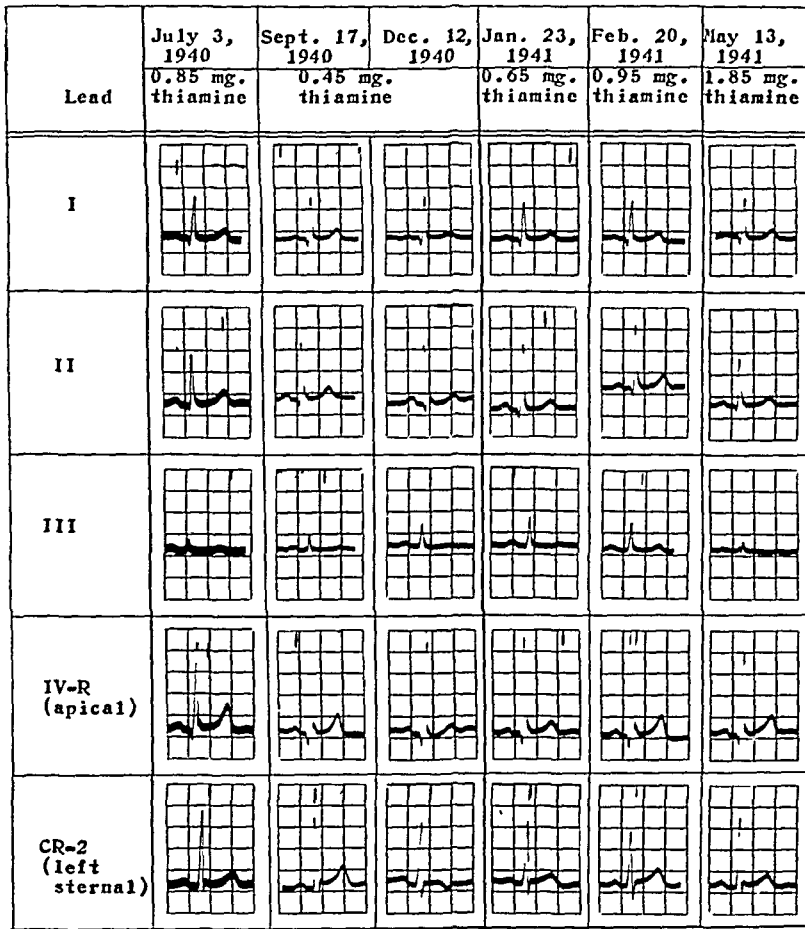 July 3, 1940
Sept. 17, 1940
Dec. 12, 1940
Jan. 23, 1941
Feb. 20, 1941
May 13, 1941
Lead
0.85 mg. thiamine
0.45 mg. thiamine
0.65 mg. thiamine
0.95 mg. thiamine
1.85 mg. thiamine
I
II
III
IV-R
(apical)
CR-2
(left
sternal)